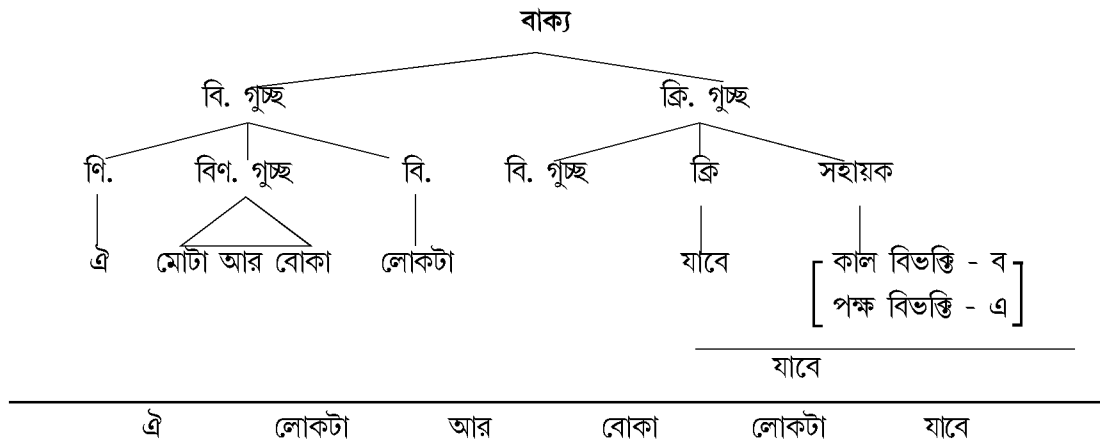 বাক্য
বি. গুচ্ছ ক্রি. গুচ্ছ
ণি. বিণ. গুচ্ছ বি. বি. গুচ্ছ ক্রি সহায়ক
ঐ মোটা আর বোকা লোকটা যাবে কাল বিভক্তি - ব
পক্ষ বিভক্তি - এ
যাবে
ঐ লোকটা আর বোকা লোকটা যাবে